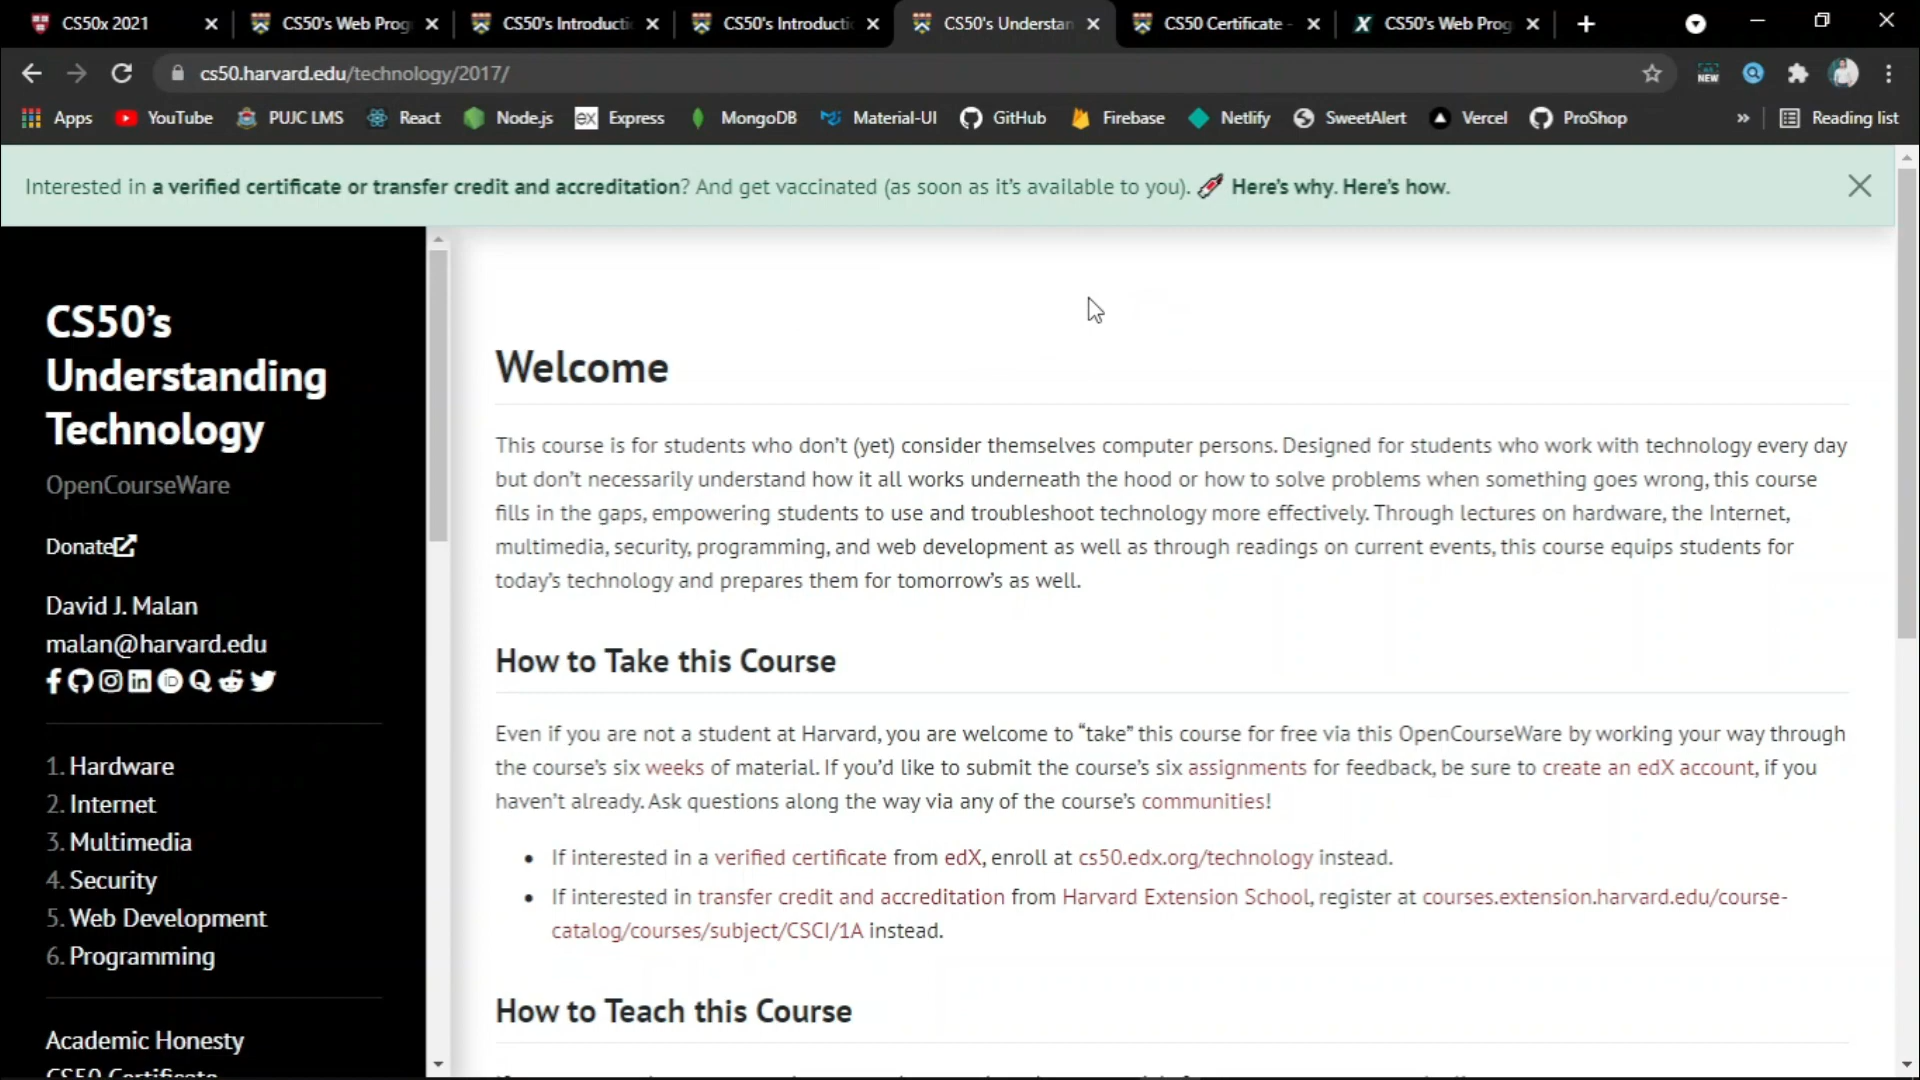 CS50x 2021
CS50's Web Prog
CS50's Introducti
CS50's Introducti
CS50's Understan
CS50 Certificate -
CS50's Web Prog
cs50.harvard.edu/technology/2017/
NEW
Apps
YouTube
PUJC LMS
React
Node.js
ex
Express
MongoDB
Material-UI
GitHub
Firebase
Netlify
SweetAlert
Vercel
ProShop
»
Reading list
Interested in a verified certificate or transfer credit and accreditation? And get vaccinated (as soon as it's available to you). Here's why. Here's how.
CS50's
Understanding
Technology
OpenCourseWare
Donate
David J. Malan
malan@harvard.edu
1. Hardware
2. Internet
3. Multimedia
4. Security
5. Web Development
6. Programming
Academic Honesty
CS50 Certificate
Welcome
This course is for students who don't (yet) consider themselves computer persons. Designed for students who work with technology every day
but don't necessarily understand how it all works underneath the hood or how to solve problems when something goes wrong, this course
fills in the gaps, empowering students to use and troubleshoot technology more effectively. Through lectures on hardware, the Internet,
multimedia, security, programming, and web development as well as through readings on current events, this course equips students for
today's technology and prepares them for tomorrow's as well.
How to Take this Course
Even if you are not a student at Harvard, you are welcome to “take” this course for free via this OpenCourseWare by working your way through
the course's six weeks of material. If you'd like to submit the course's six assignments for feedback, be sure to create an edX account, if you
haven't already. Ask questions along the way via any of the course's communities!
• If interested in a verified certificate from edX, enroll at cs50.edx.org/technology instead.
• If interested in transfer credit and accreditation from Harvard Extension School, register at courses.extension.harvard.edu/course-
catalog/courses/subject/CSCI/1A instead.
How to Teach this Course